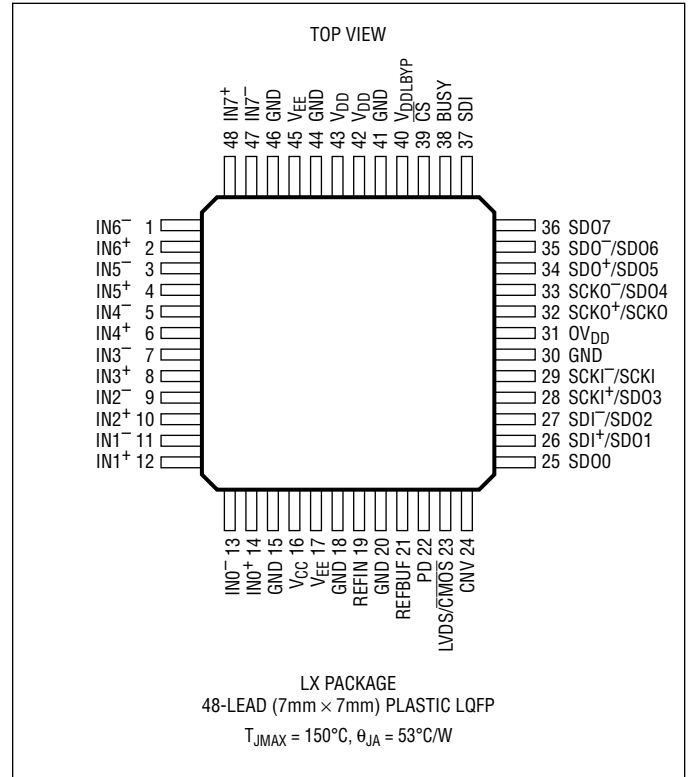 TOP VIEW
48 IN7+
47 IN7−
46 GND
45 VEE
44 GND
43 VDD
42 VDD
41 GND
40 VDDLBYP
39 C̅S̅
38 BUSY
37 SDI
IN6− 1
IN6+ 2
IN5− 3
IN5+ 4
IN4− 5
IN4+ 6
IN3− 7
IN3+ 8
IN2− 9
IN2+ 10
IN1− 11
IN1+ 12
36 SDO7
35 SDO−/SDO6
34 SDO+/SDO5
33 SCKO−/SDO4
32 SCKO+/SCKO
31 OVDD
30 GND
29 SCKI−/SCKI
28 SCKI+/SDO3
27 SDI−/SDO2
26 SDI+/SDO1
25 SDO0
IN0− 13
IN0+ 14
GND 15
VCC 16
VEE 17
GND 18
REFIN 19
GND 20
REFBUF 21
PD 22
LVDS/C̅M̅O̅S̅ 23
CNV 24
LX PACKAGE
48-LEAD (7mm × 7mm) PLASTIC LQFP
TJMAX = 150°C, θJA = 53°C/W